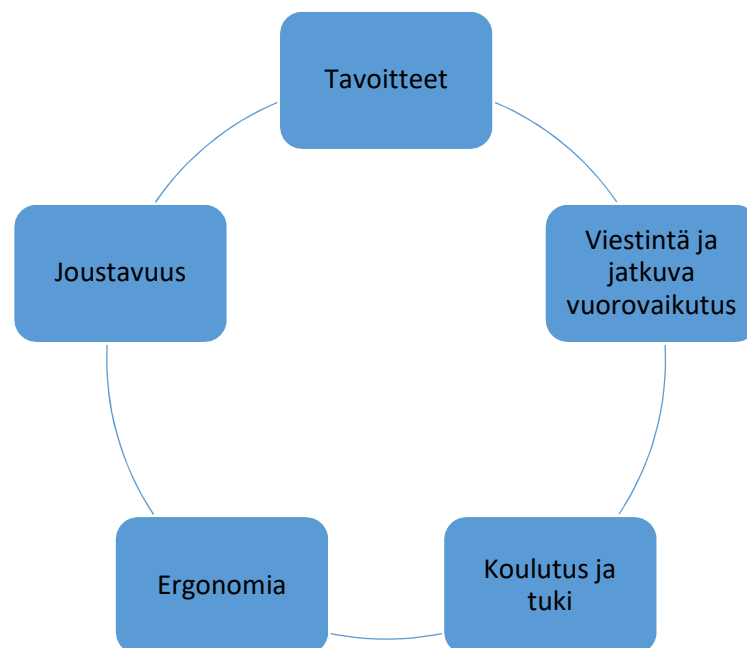 Tavoitteet
Viestintä ja
jatkuva
vuorovaikutus
Koulutus ja
tuki
Ergonomia
Joustavuus